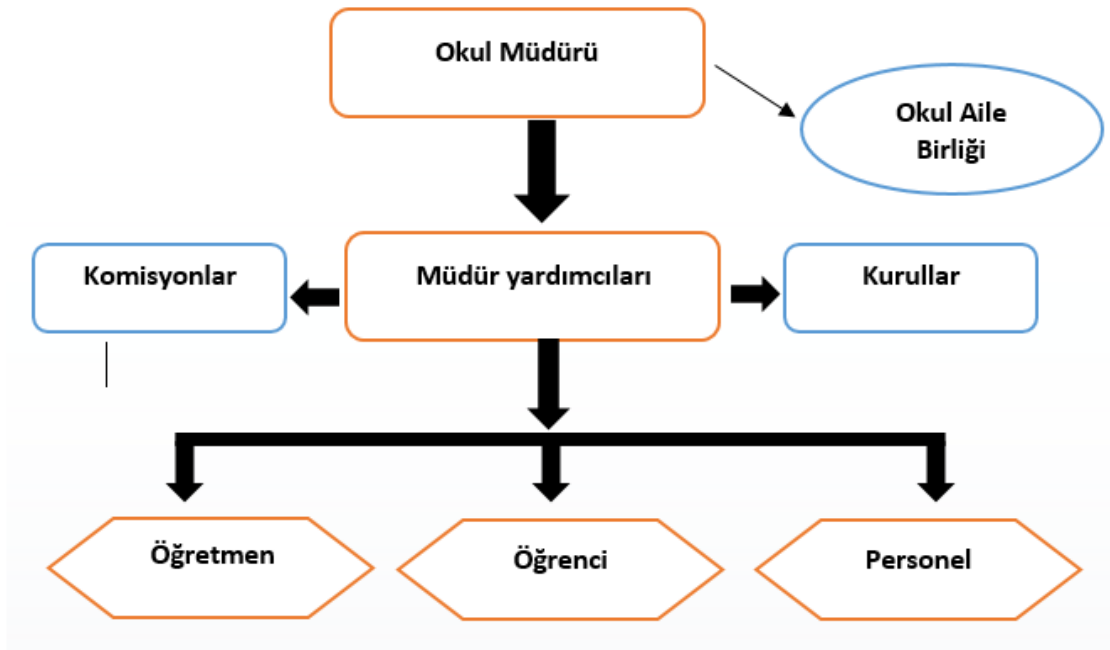 Okul Müdürü
Okul Aile
Birliği
Komisyonlar
Müdür yardımcıları
Kurullar
Öğretmen
Öğrenci
Personel